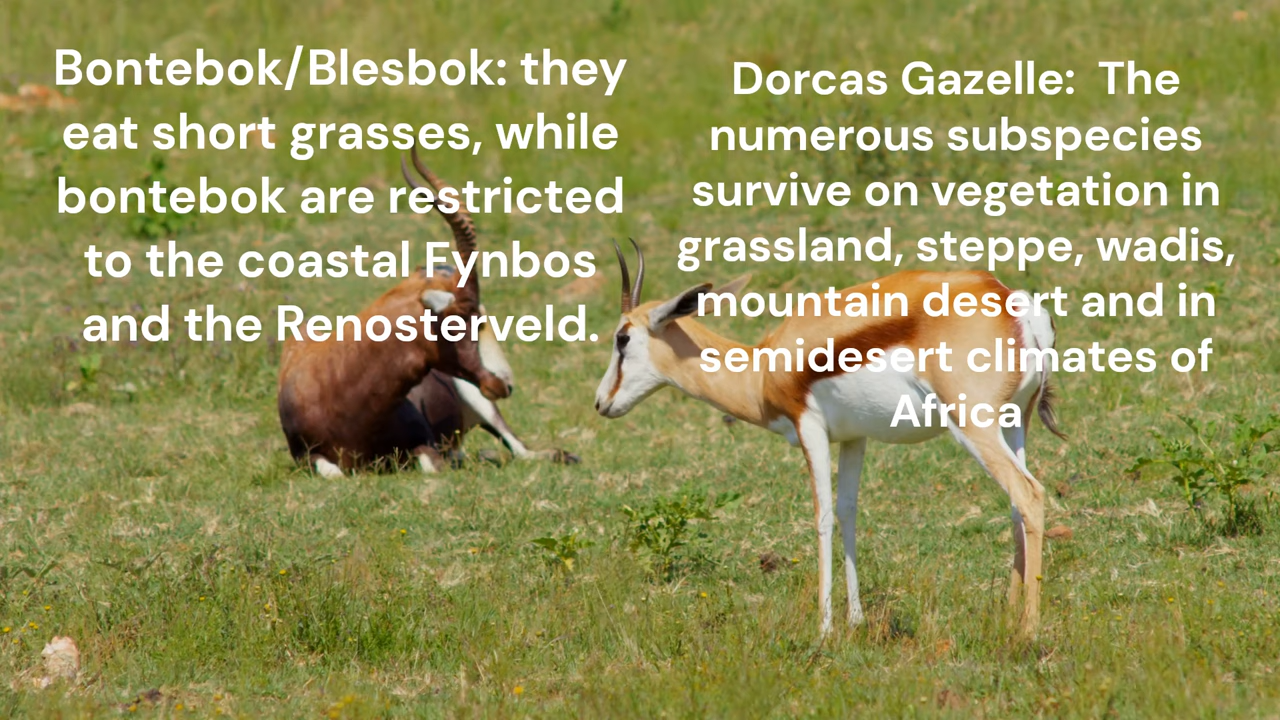 Bontebok/Blesbok: they
eat short grasses, while
bontebok are restricted
to the coastal Fynbos
and the Renosterveld.
Dorcas Gazelle:  The
numerous subspecies
survive on vegetation in
grassland, steppe, wadis,
mountain desert and in
semidesert climates of
Africa